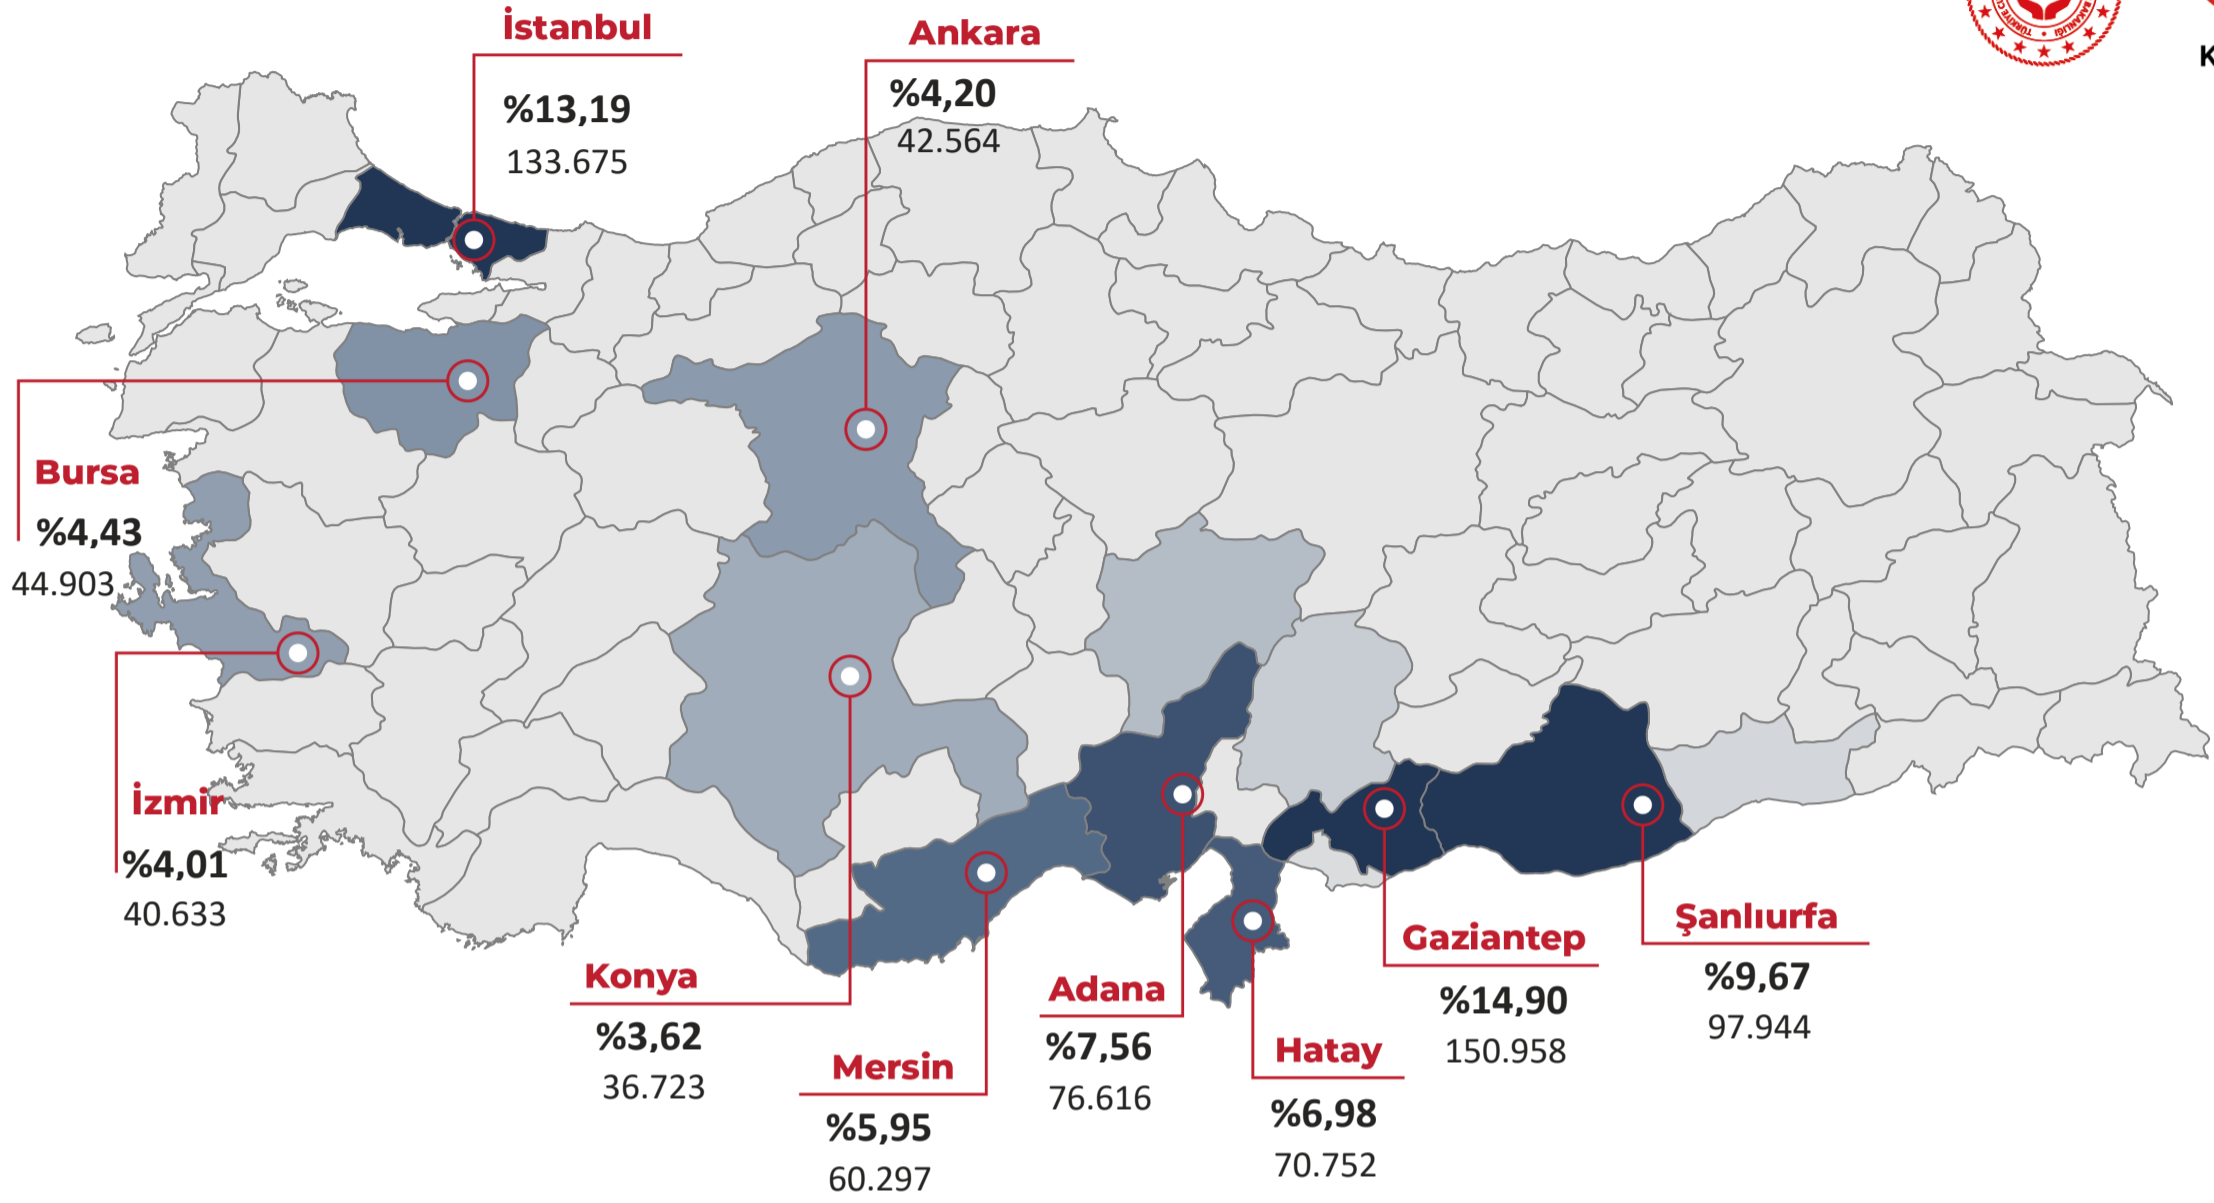 İstanbul
%13,19
133.675
Ankara
%4,20
42.564
Bursa
%4,43
44.903
İzmir
%4,01
40.633
Konya
%3,62
36.723
Mersin
%5,95
60.297
Adana
%7,56
76.616
Hatay
%6,98
70.752
Gaziantep
%14,90
150.958
Şanlıurfa
%9,67
97.944
K